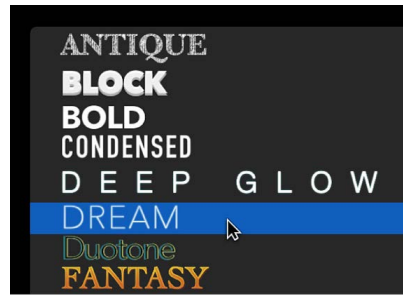 ANTIQUE
BLOCK
BOLD
CONDENSED
DEEP GLOW
DREAM
Duotone
FANTASY